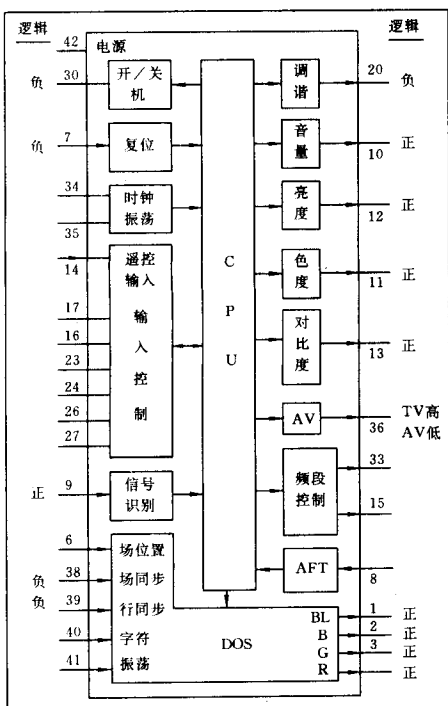 逻辑
逻辑
42
电源
负
30
开／关
机
调
谐
20
负
负
7
复位
音
量
10
正
34
时钟
振荡
35
亮
度
12
正
14
遥控
输入
输
入
控
制
17
16
23
24
26
27
C
P
U
色
度
11
正
对
比
度
13
正
AV
36
TV高
AV低
正
9
信号
识别
频段
控制
33
15
6
场位置
AFT
8
负
38
场同步
负
39
行同步
40
字符
41
振荡
DOS
BL
1
正
B
2
正
G
3
正
R
正